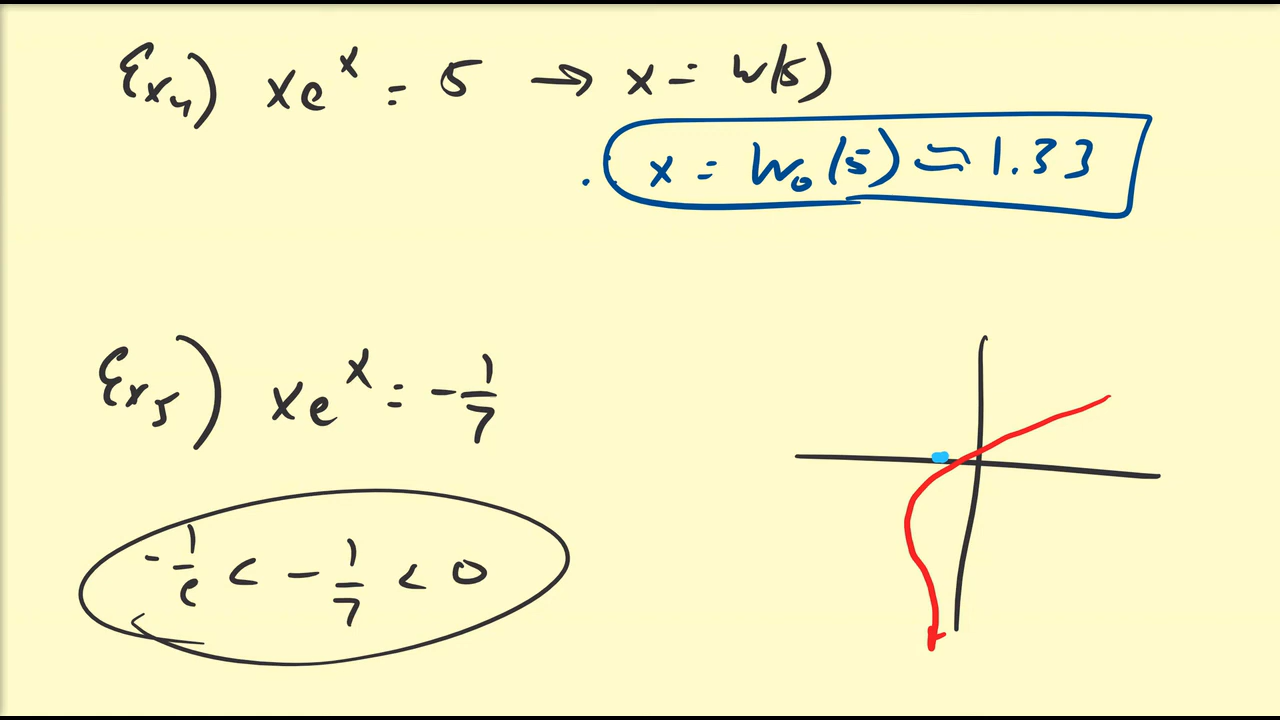 Ex4) xe^x = 5 → x = W(5)
x = W₀(5) ≈ 1.33
Ex5) xe^x = -1/7
-1/e < -1/7 < 0